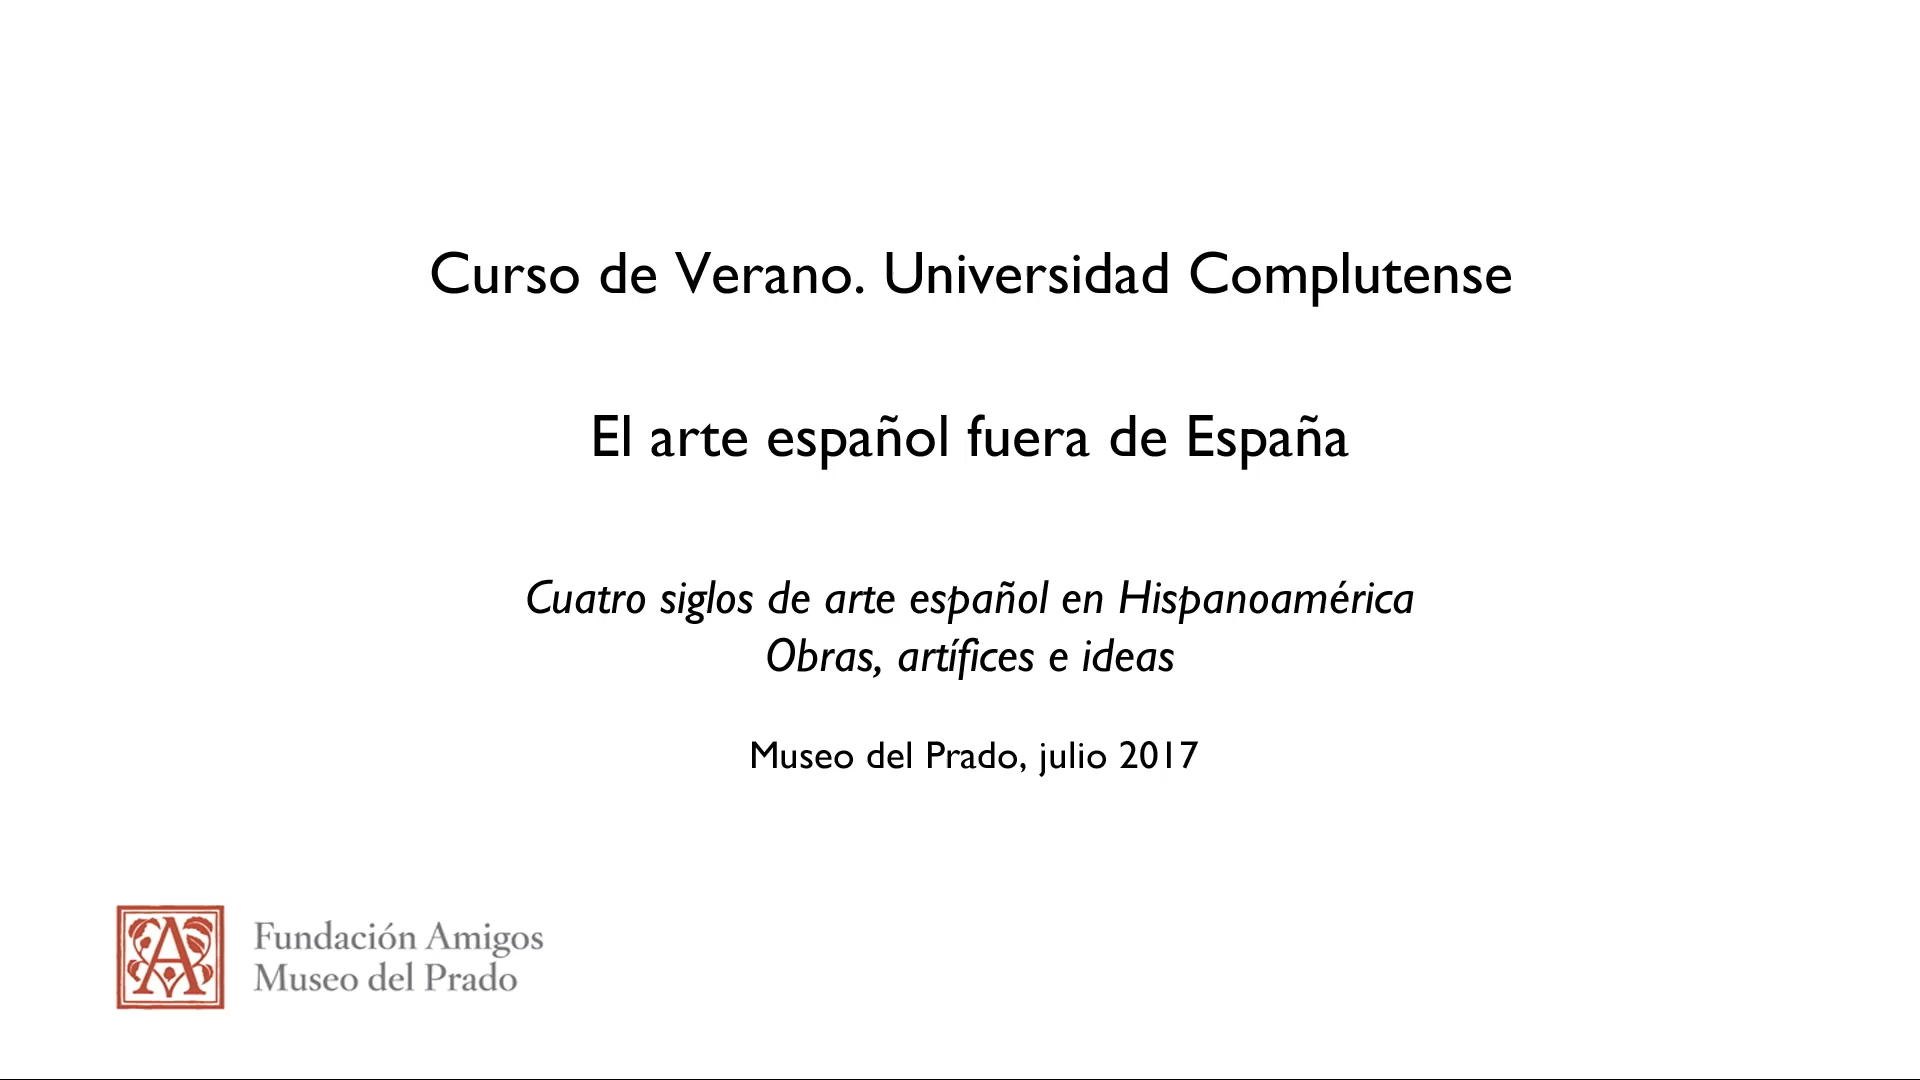 Curso de Verano. Universidad Complutense
El arte español fuera de España
Cuatro siglos de arte español en Hispanoamérica
Obras, artífices e ideas
Museo del Prado, julio 2017
A
Fundación Amigos
Museo del Prado